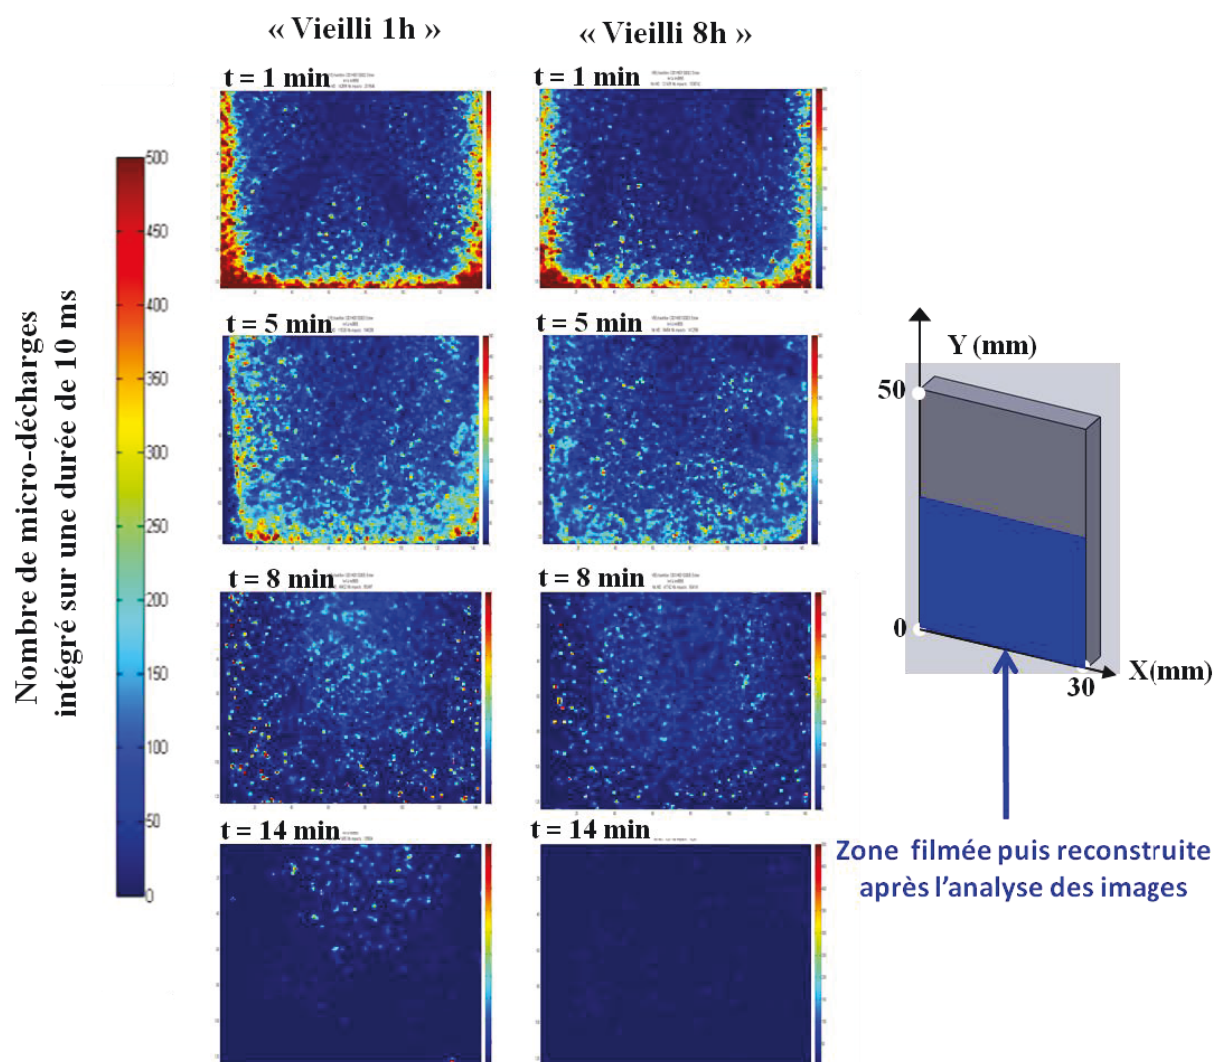 « Vieilli 1h »
« Vieilli 8h »
t = 1 min
t = 1 min
Nombre de micro-décharges
intégré sur une durée de 10 ms
500
450
400
350
300
250
200
150
100
50
0
t = 5 min
t = 5 min
t = 8 min
t = 8 min
t = 14 min
t = 14 min
Y (mm)
50
0
30
X(mm)
Zone filmée puis reconstruite
après l'analyse des images